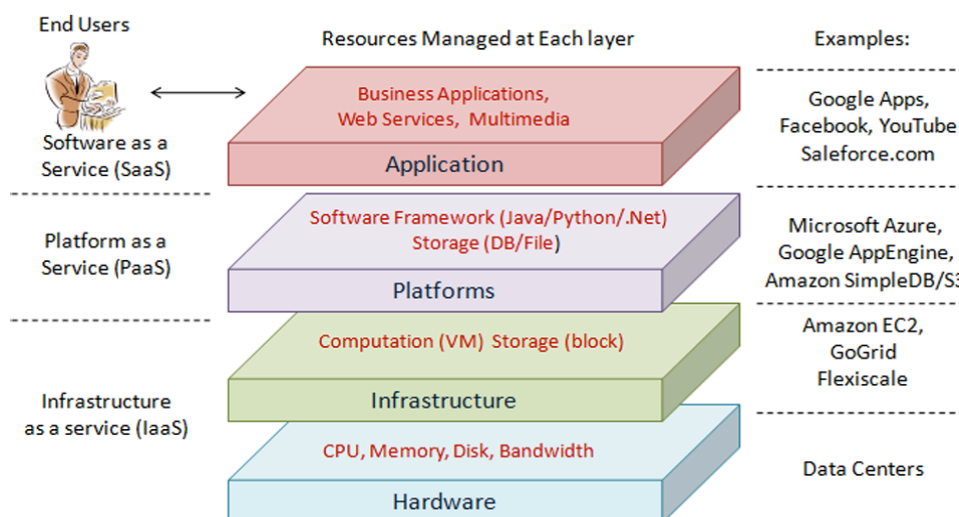 End Users
Resources Managed at Each layer
Examples:
Business Applications,
Web Services, Multimedia
Application
Software as a
Service (SaaS)
Google Apps,
Facebook, YouTube
Saleforce.com
Software Framework (Java/Python/.Net)
Storage (DB/File)
Platforms
Platform as a
Service (PaaS)
Microsoft Azure,
Google AppEngine,
Amazon SimpleDB/S3
Computation (VM) Storage (block)
Infrastructure
Amazon EC2,
GoGrid
Flexiscale
Infrastructure
as a service (IaaS)
CPU, Memory, Disk, Bandwidth
Hardware
Data Centers